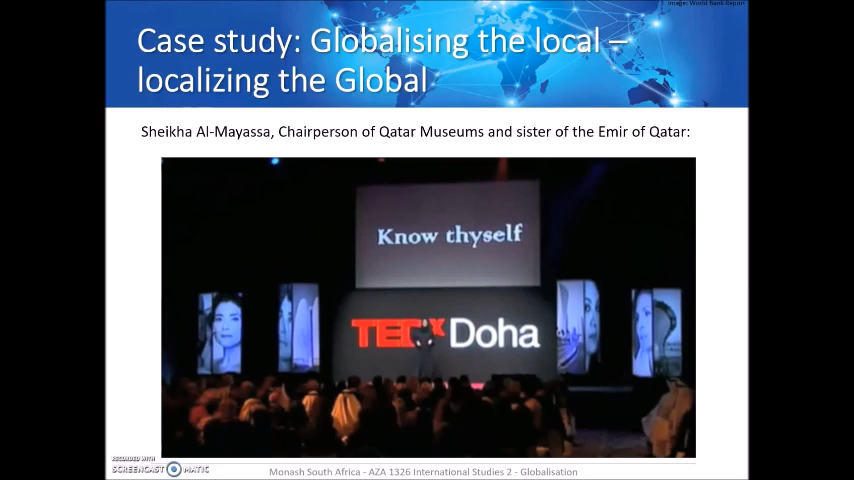 Image: World Bank Report
Case study: Globalising the local –
localizing the Global
Sheikha Al-Mayassa, Chairperson of Qatar Museums and sister of the Emir of Qatar:
Know thyself
TEDx Doha
RECORDED WITH
SCREENCAST MATIC
Monash South Africa - AZA 1326 International Studies 2 - Globalisation